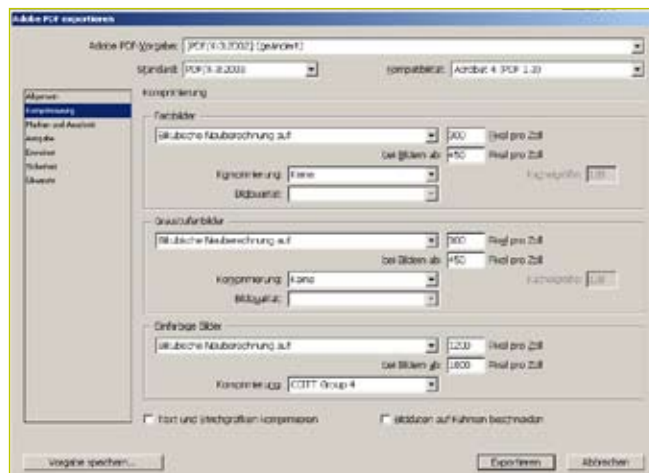 Adobe PDF exportieren
Adobe PDF-Vorgabe: [PDF/X-3:2002] (geändert)
Standard: PDF/X-3:2002 Kompatibilität: Acrobat 4 (PDF 1.3)
Allgemein
Komprimierung
Marken und Anschnitt
Ausgabe
Erweitert
Sicherheit
Übersicht
Komprimierung
Farbbilder
Bikubische Neuberechnung auf 300 Pixel pro Zoll
bei Bildern ab: 450 Pixel pro Zoll
Komprimierung: Keine Kachelgröße: 128
Bildqualität:
Graustufenbilder
Bikubische Neuberechnung auf 300 Pixel pro Zoll
bei Bildern ab: 450 Pixel pro Zoll
Komprimierung: Keine Kachelgröße: 128
Bildqualität:
Einfarbige Bilder
Bikubische Neuberechnung auf 1200 Pixel pro Zoll
bei Bildern ab: 1800 Pixel pro Zoll
Komprimierung: CCITT Group 4
Text und Strichgrafiken komprimieren Bilddaten auf Rahmen beschneiden
Vorgabe speichern... Exportieren Abbrechen